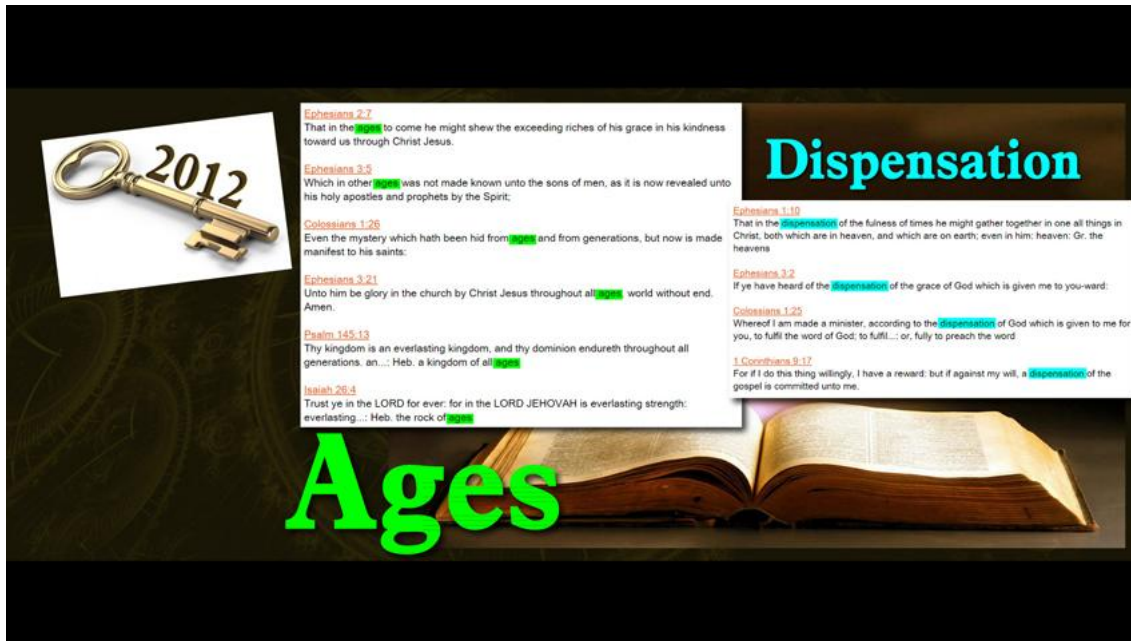 2012
Ephesians 2:7
That in the ages to come he might shew the exceeding riches of his grace in his kindness
toward us through Christ Jesus.
Ephesians 3:5
Which in other ages was not made known unto the sons of men, as it is now revealed unto
his holy apostles and prophets by the Spirit;
Colossians 1:26
Even the mystery which hath been hid from ages and from generations, but now is made
manifest to his saints:
Ephesians 3:21
Unto him be glory in the church by Christ Jesus throughout all ages, world without end.
Amen.
Psalm 145:13
Thy kingdom is an everlasting kingdom, and thy dominion endureth throughout all
generations. an...: Heb. a kingdom of all ages
Isaiah 26:4
Trust ye in the LORD for ever: for in the LORD JEHOVAH is everlasting strength:
everlasting...: Heb. the rock of ages
Ages
Dispensation
Ephesians 1:10
That in the dispensation of the fulness of times he might gather together in one all things in
Christ, both which are in heaven, and which are on earth; even in him: heaven: Gr. the
heavens
Ephesians 3:2
If ye have heard of the dispensation of the grace of God which is given me to you-ward:
Colossians 1:25
Whereof I am made a minister, according to the dispensation of God which is given to me for
you, to fulfil the word of God; to fulfil...: or, fully to preach the word
1 Corinthians 9:17
For if I do this thing willingly, I have a reward: but if against my will, a dispensation of the
gospel is committed unto me.